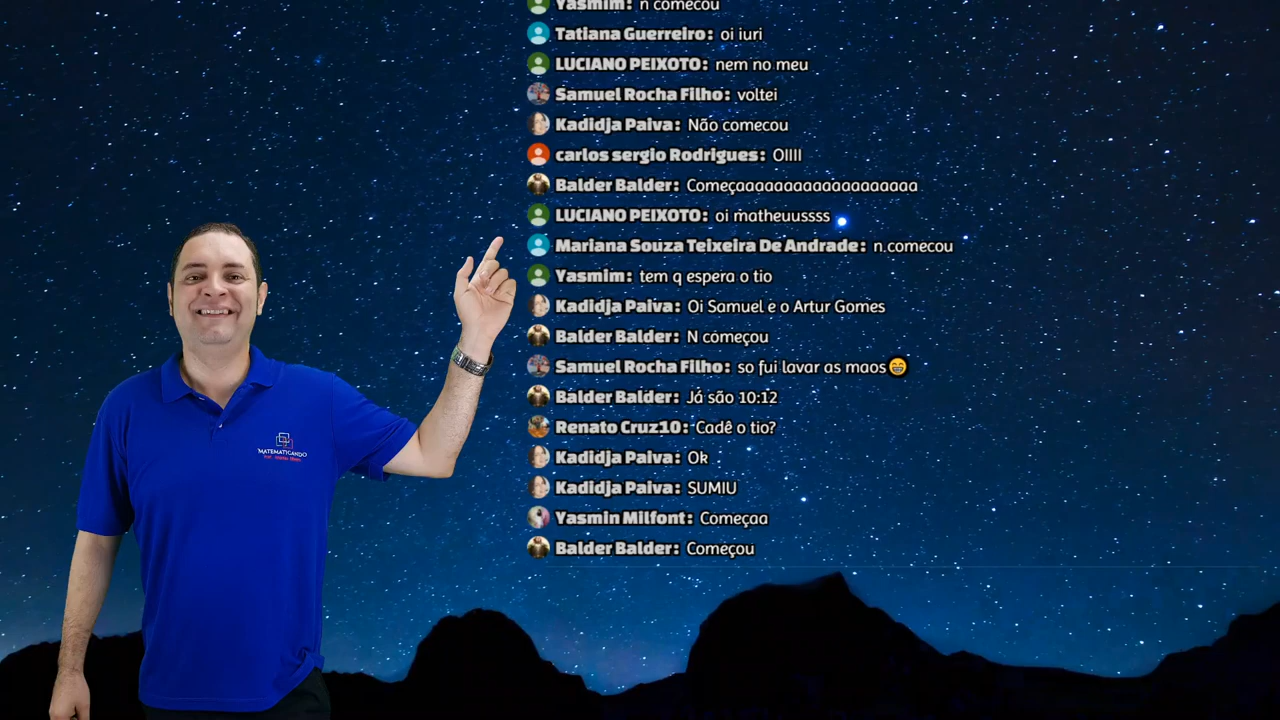 Yasmim: n comecou
Tatiana Guerreiro: oi iuri
LUCIANO PEIXOTO: nem no meu
Samuel Rocha Filho: voltei
Kadidja Paiva: Não comecou
carlos sergio Rodrigues: OIIII
Balder Balder: Começaaaaaaaaaaaaaaaaaaa
LUCIANO PEIXOTO: oi matheuussss
Mariana Souza Teixeira De Andrade: n.comecou
Yasmim: tem q espera o tio
Kadidja Paiva: Oi Samuel e o Artur Gomes
Balder Balder: N começou
Samuel Rocha Filho: so fui lavar as maos😁
Balder Balder: Já são 10:12
Renato Cruz10: Cadê o tio?
Kadidja Paiva: Ok
Kadidja Paiva: SUMIU
Yasmin Milfont: Começaa
Balder Balder: Começou
MATEMATICANDO